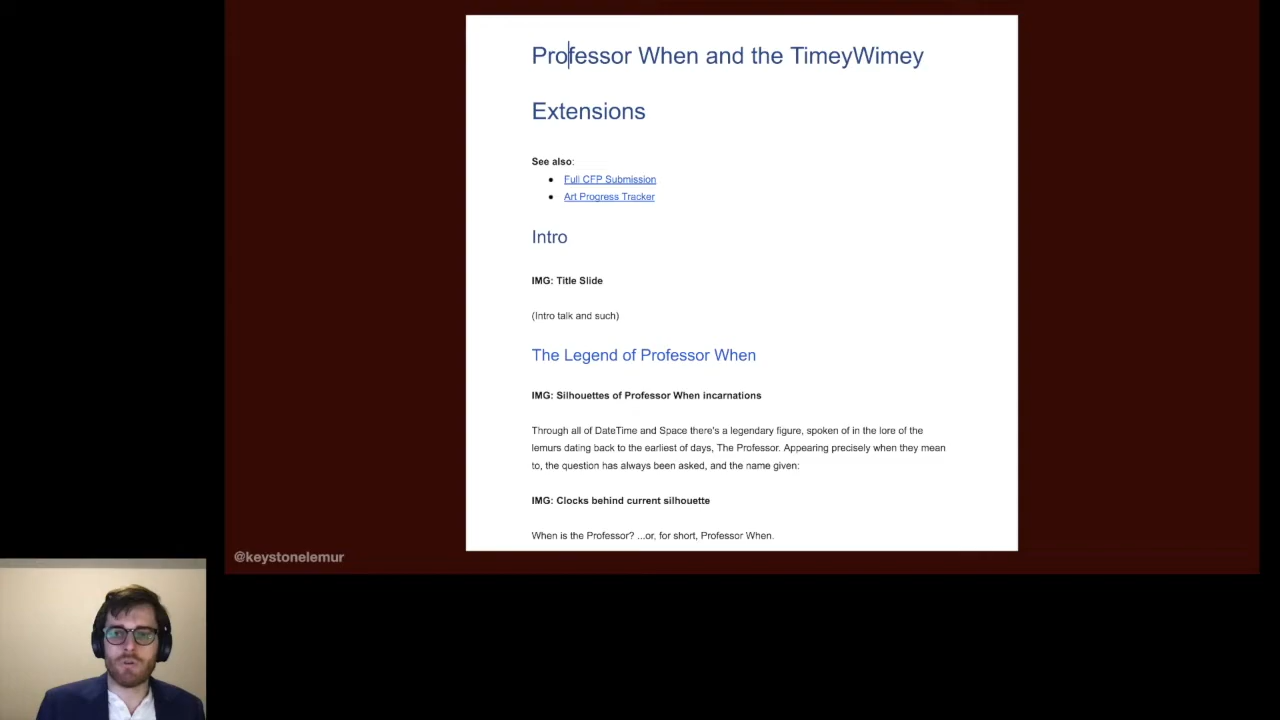 Professor When and the TimeyWimey
Extensions
See also:
Full CFP Submission
Art Progress Tracker
Intro
IMG: Title Slide
(Intro talk and such)
The Legend of Professor When
IMG: Silhouettes of Professor When incarnations
Through all of DateTime and Space there's a legendary figure, spoken of in the lore of the
lemurs dating back to the earliest of days, The Professor. Appearing precisely when they mean
to, the question has always been asked, and the name given:
IMG: Clocks behind current silhouette
When is the Professor? ...or, for short, Professor When.
@keystonelemur